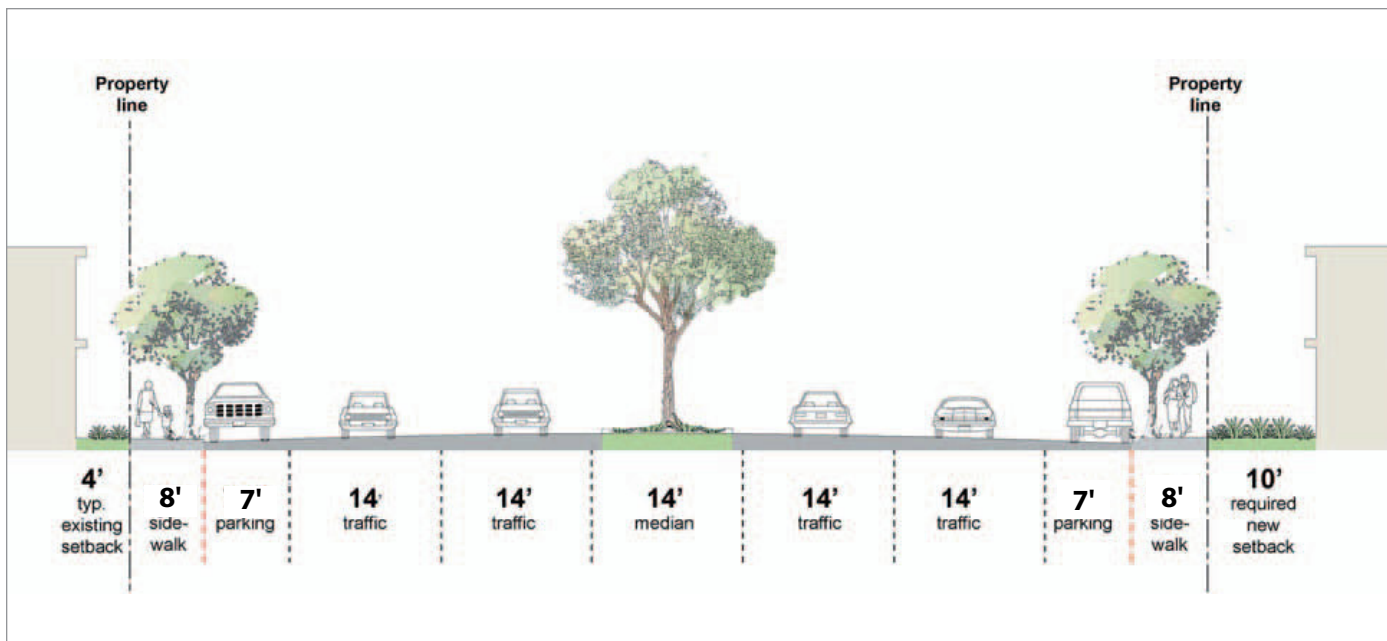 Property
line
Property
line
4’
typ.
existing
setback
8'
side-
walk
7'
parking
14’
traffic
14’
traffic
14’
median
14’
traffic
14’
traffic
7'
parking
8'
side-
walk
10’
required
new
setback